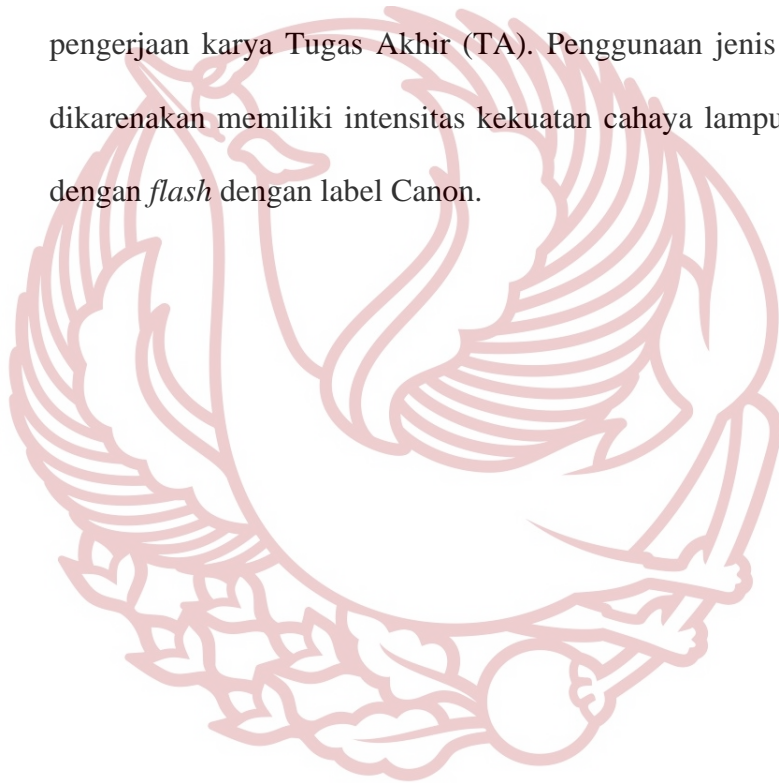 pengerjaan karya Tugas Akhir (TA). Penggunaan jenis
dikarenakan memiliki intensitas kekuatan cahaya lampu
dengan flash dengan label Canon.